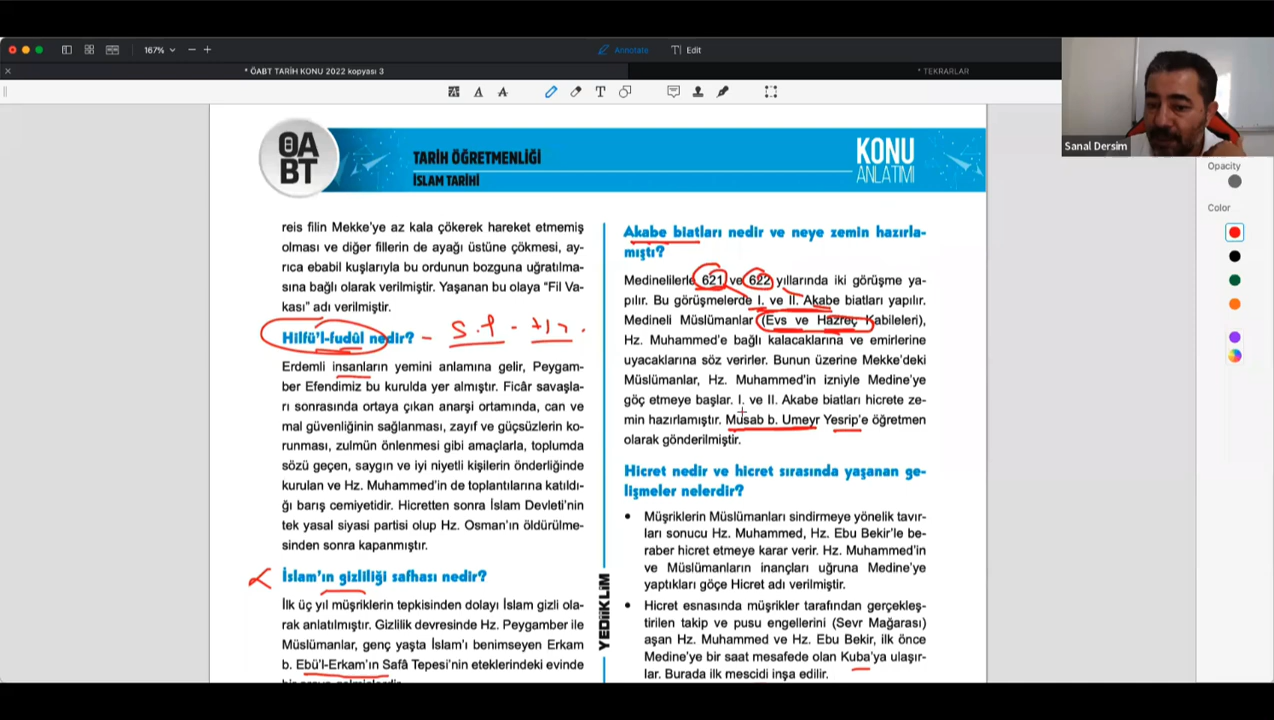 167%
Annotate
Edit
* ÖABT TARİH KONU 2022 kopyası 3
* TEKRARLAR
Sanal Dersim
Opacity
Color
ÖABT
TARİH ÖĞRETMENLİĞİ
İSLAM TARİHİ
KONU
ANLATIMI
reis filin Mekke'ye az kala çökerek hareket etmemiş
olması ve diğer fillerin de ayağı üstüne çökmesi, ay-
rıca ebabil kuşlarıyla bu ordunun bozguna uğratılma-
sına bağlı olarak verilmiştir. Yaşanan bu olaya “Fil Va-
kası” adı verilmiştir.
Hilfü'l-fudûl nedir?
Erdemli insanların yemini anlamına gelir, Peygam-
ber Efendimiz bu kurulda yer almıştır. Ficâr savaşla-
rı sonrasında ortaya çıkan anarşi ortamında, can ve
mal güvenliğinin sağlanması, zayıf ve güçsüzlerin ko-
runması, zulmün önlenmesi gibi amaçlarla, toplumda
sözü geçen, saygın ve iyi niyetli kişilerin önderliğinde
kurulan ve Hz. Muhammed'in de toplantılarına katıldı-
ğı barış cemiyetidir. Hicretten sonra İslam Devleti'nin
tek yasal siyasi partisi olup Hz. Osman'ın öldürülme-
sinden sonra kapanmıştır.
İslam'ın gizliliği safhası nedir?
İlk üç yıl müşriklerin tepkisinden dolayı İslam gizli ola-
rak anlatılmıştır. Gizlilik devresinde Hz. Peygamber ile
Müslümanlar, genç yaşta İslam'ı benimseyen Erkam
b. Ebü'l-Erkam'ın Safâ Tepesi'nin eteklerindeki evinde
YEDİİKLİM
Akabe biatları nedir ve neye zemin hazırla-
mıştı?
Medinelilerle 621 ve 622 yıllarında iki görüşme ya-
pılır. Bu görüşmelerde I. ve II. Akabe biatları yapılır.
Medineli Müslümanlar (Evs ve Hazreç Kabileleri),
Hz. Muhammed'e bağlı kalacaklarına ve emirlerine
uyacaklarına söz verirler. Bunun üzerine Mekke'deki
Müslümanlar, Hz. Muhammed'in izniyle Medine'ye
göç etmeye başlar. I. ve II. Akabe biatları hicrete ze-
min hazırlamıştır. Musab b. Umeyr Yesrip'e öğretmen
olarak gönderilmiştir.
Hicret nedir ve hicret sırasında yaşanan ge-
lişmeler nelerdir?
• Müşriklerin Müslümanları sindirmeye yönelik tavır-
ları sonucu Hz. Muhammed, Hz. Ebu Bekir'le be-
raber hicret etmeye karar verir. Hz. Muhammed'in
ve Müslümanların inançları uğruna Medine'ye
yaptıkları göçe Hicret adı verilmiştir.
• Hicret esnasında müşrikler tarafından gerçekleş-
tirilen takip ve pusu engellerini (Sevr Mağarası)
aşan Hz. Muhammed ve Hz. Ebu Bekir, ilk önce
Medine'ye bir saat mesafede olan Kuba'ya ulaşır-
lar. Burada ilk mescidi inşa edilir.